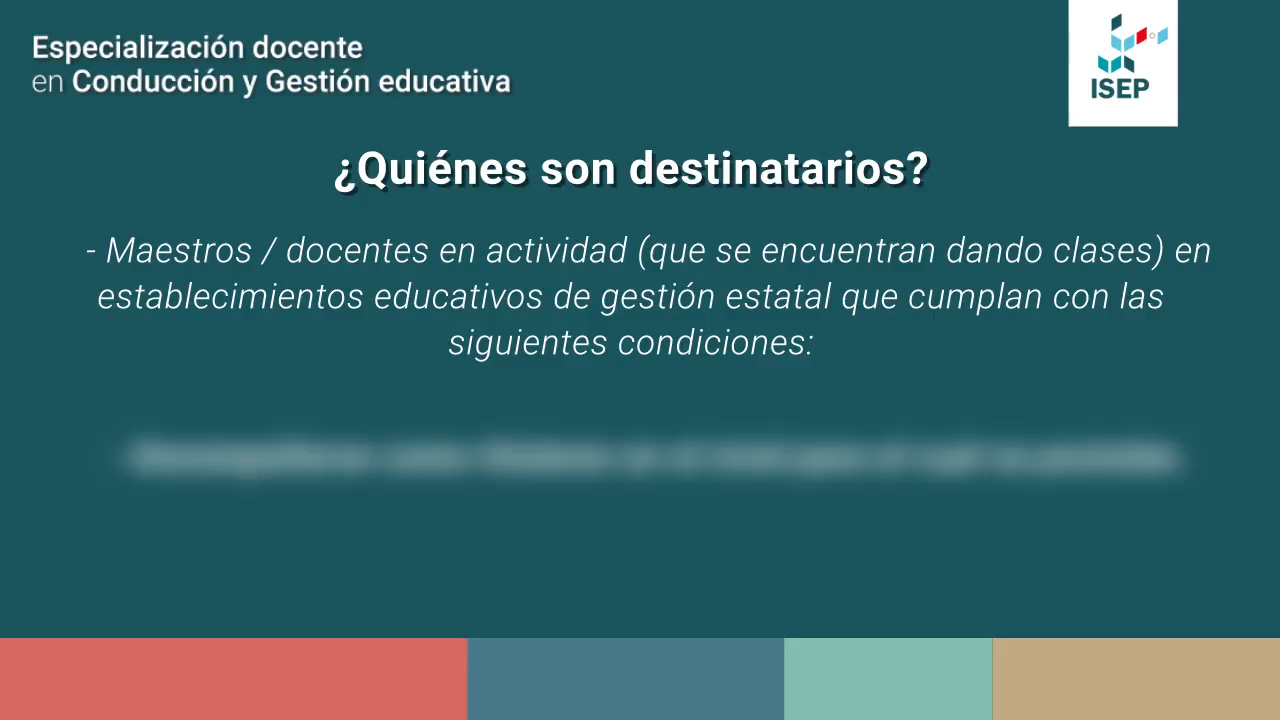 Especialización docente
en Conducción y Gestión educativa
ISEP
¿Quiénes son destinatarios?
- Maestros / docentes en actividad (que se encuentran dando clases) en
establecimientos educativos de gestión estatal que cumplan con las
siguientes condiciones: